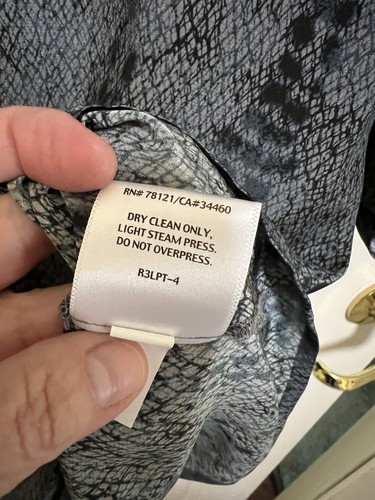 RN# 78121/CA#34460
DRY CLEAN ONLY,
LIGHT STEAM PRESS.
DO NOT OVERPRESS.
R3LPT-4